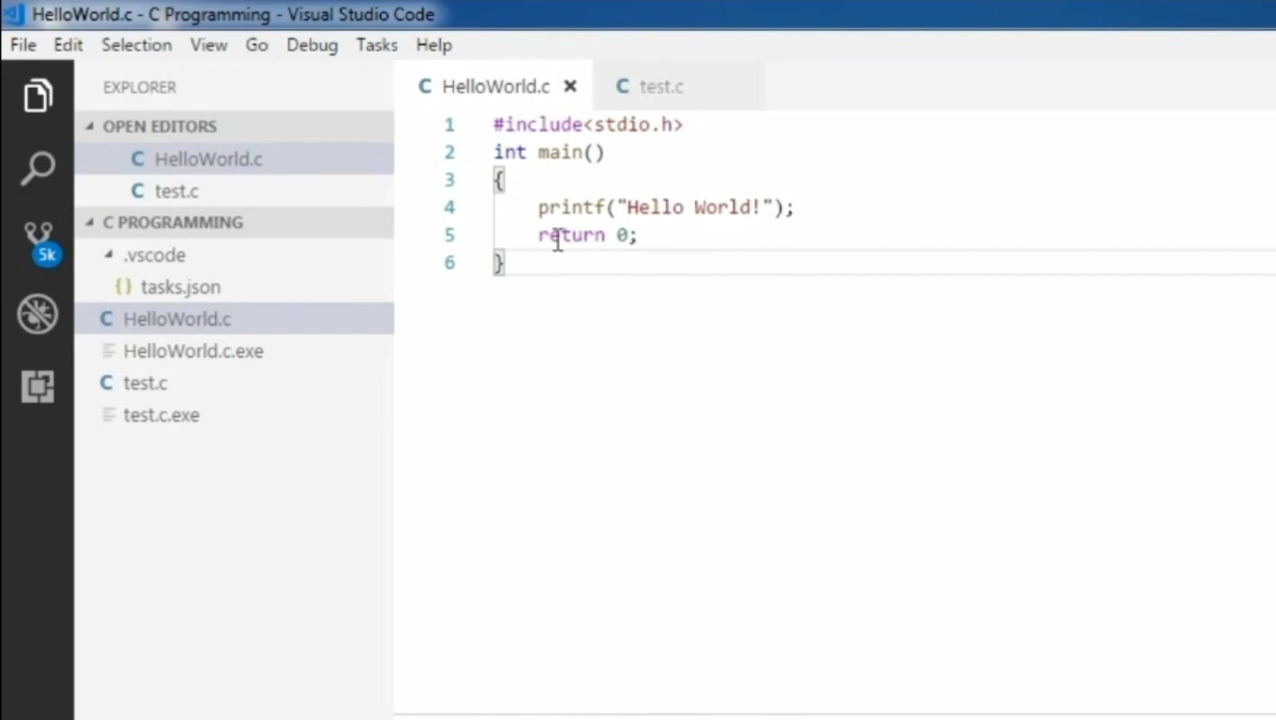 HelloWorld.c - C Programming - Visual Studio Code
File Edit Selection View Go Debug Tasks Help
EXPLORER
OPEN EDITORS
C HelloWorld.c
C test.c
C PROGRAMMING
.vscode
{} tasks.json
C HelloWorld.c
HelloWorld.c.exe
C test.c
test.c.exe
5k
C HelloWorld.c × C test.c
1 #include<stdio.h>
2 int main()
3 {
4 printf("Hello World!");
5 return 0;
6 }